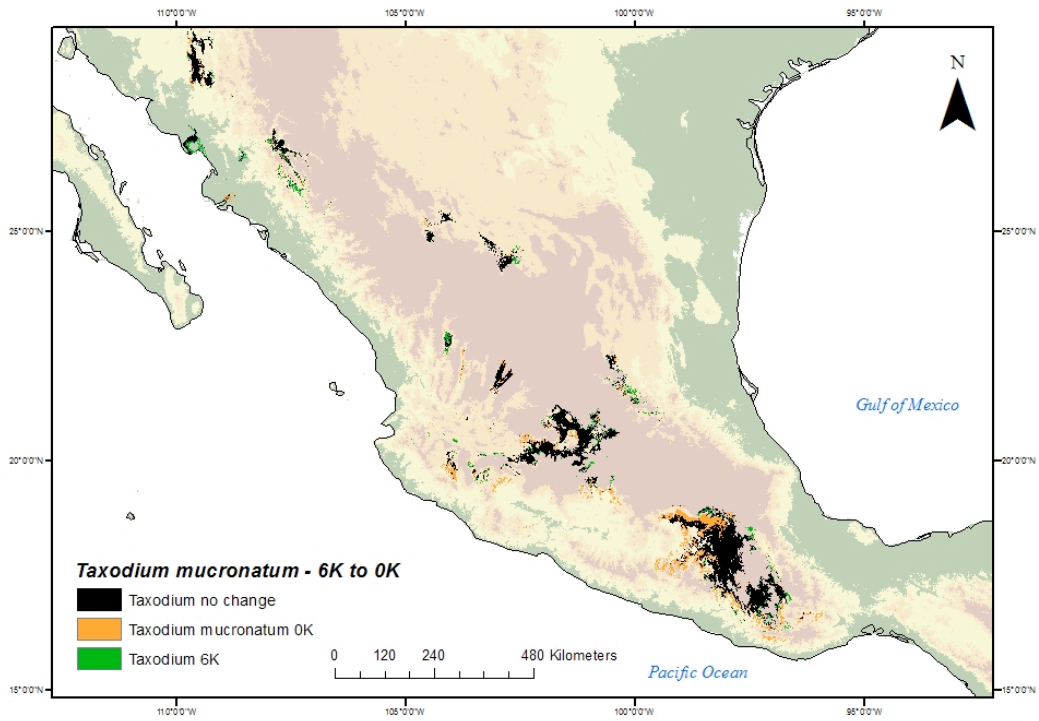 110°0'0"W 105°0'0"W 100°0'0"W 95°0'0"W
N
25°0'0"N 25°0'0"N
Gulf of Mexico
20°0'0"N 20°0'0"N
Taxodium mucronatum - 6K to 0K
Taxodium no change
Taxodium mucronatum 0K
Taxodium 6K
0 120 240 480 Kilometers
Pacific Ocean
15°0'0"N 15°0'0"N
110°0'0"W 105°0'0"W 100°0'0"W 95°0'0"W